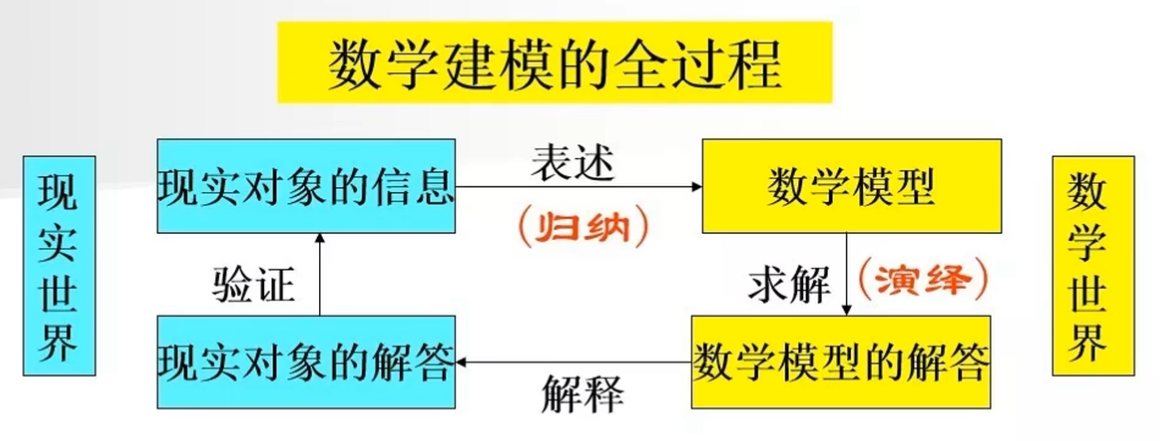 数学建模的全过程
现实世界
现实对象的信息
表述
(归纳)
数学模型
数学世界
验证
求解
(演绎)
现实对象的解答
解释
数学模型的解答